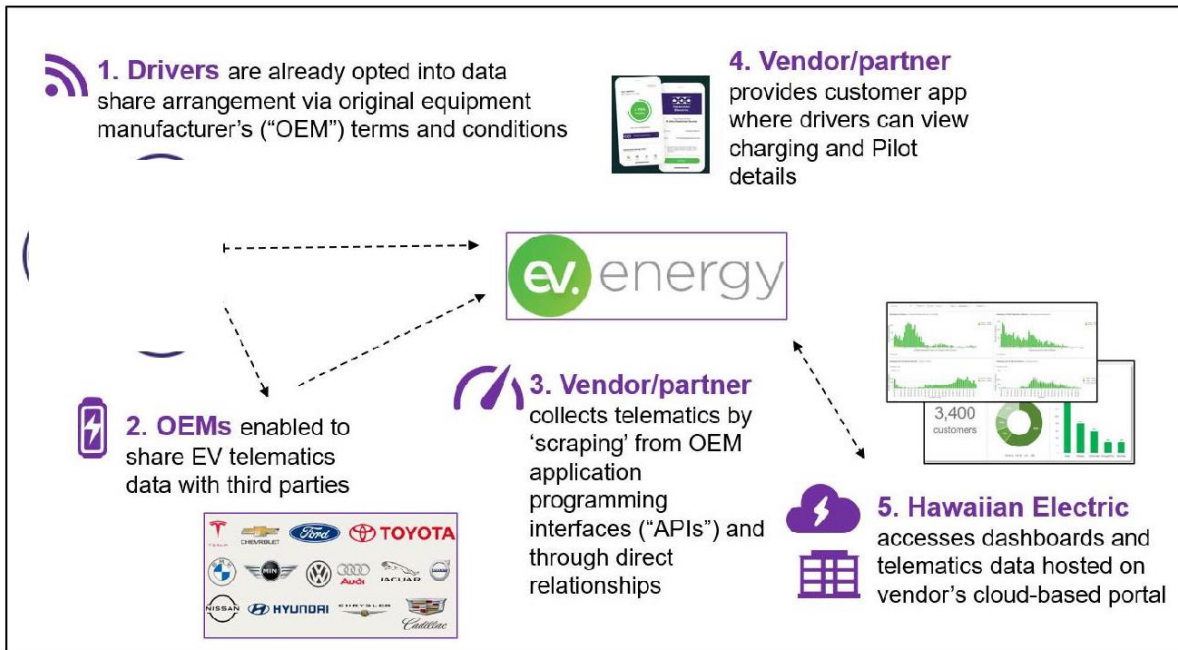 1. Drivers are already opted into data
share arrangement via original equipment
manufacturer's ("OEM") terms and conditions
4. Vendor/partner
provides customer app
where drivers can view
charging and Pilot
details
ev.energy
2. OEMs enabled to
share EV telematics
data with third parties
TESLA
CHEVROLET
Ford
TOYOTA
BMW
MINI
Audi
JAGUAR
VOLVO
NISSAN
HYUNDAI
CHRYSLER
Cadillac
3. Vendor/partner
collects telematics by
'scraping' from OEM
application
programming
interfaces ("APIs") and
through direct
relationships
3,400
customers
5. Hawaiian Electric
accesses dashboards and
telematics data hosted on
vendor's cloud-based portal